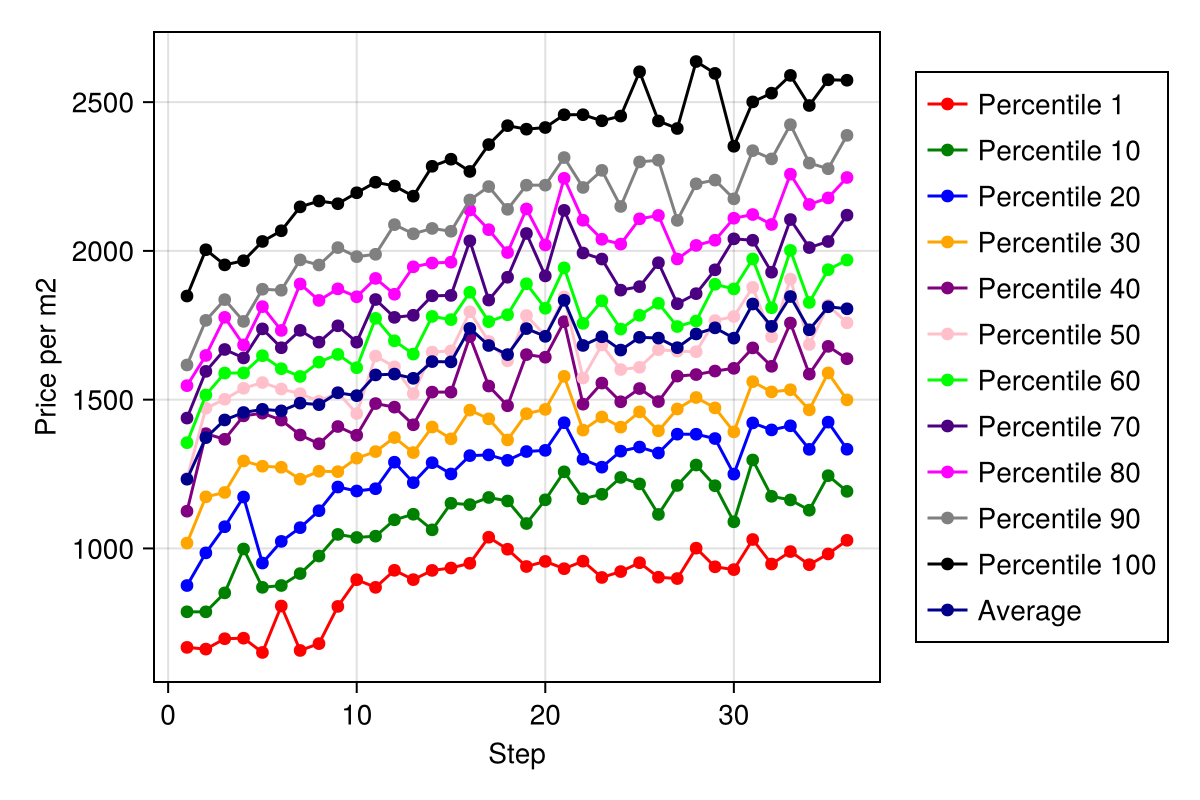 Price per m2
2500
2000
1500
1000
0
10
20
30
Step
Percentile 1
Percentile 10
Percentile 20
Percentile 30
Percentile 40
Percentile 50
Percentile 60
Percentile 70
Percentile 80
Percentile 90
Percentile 100
Average